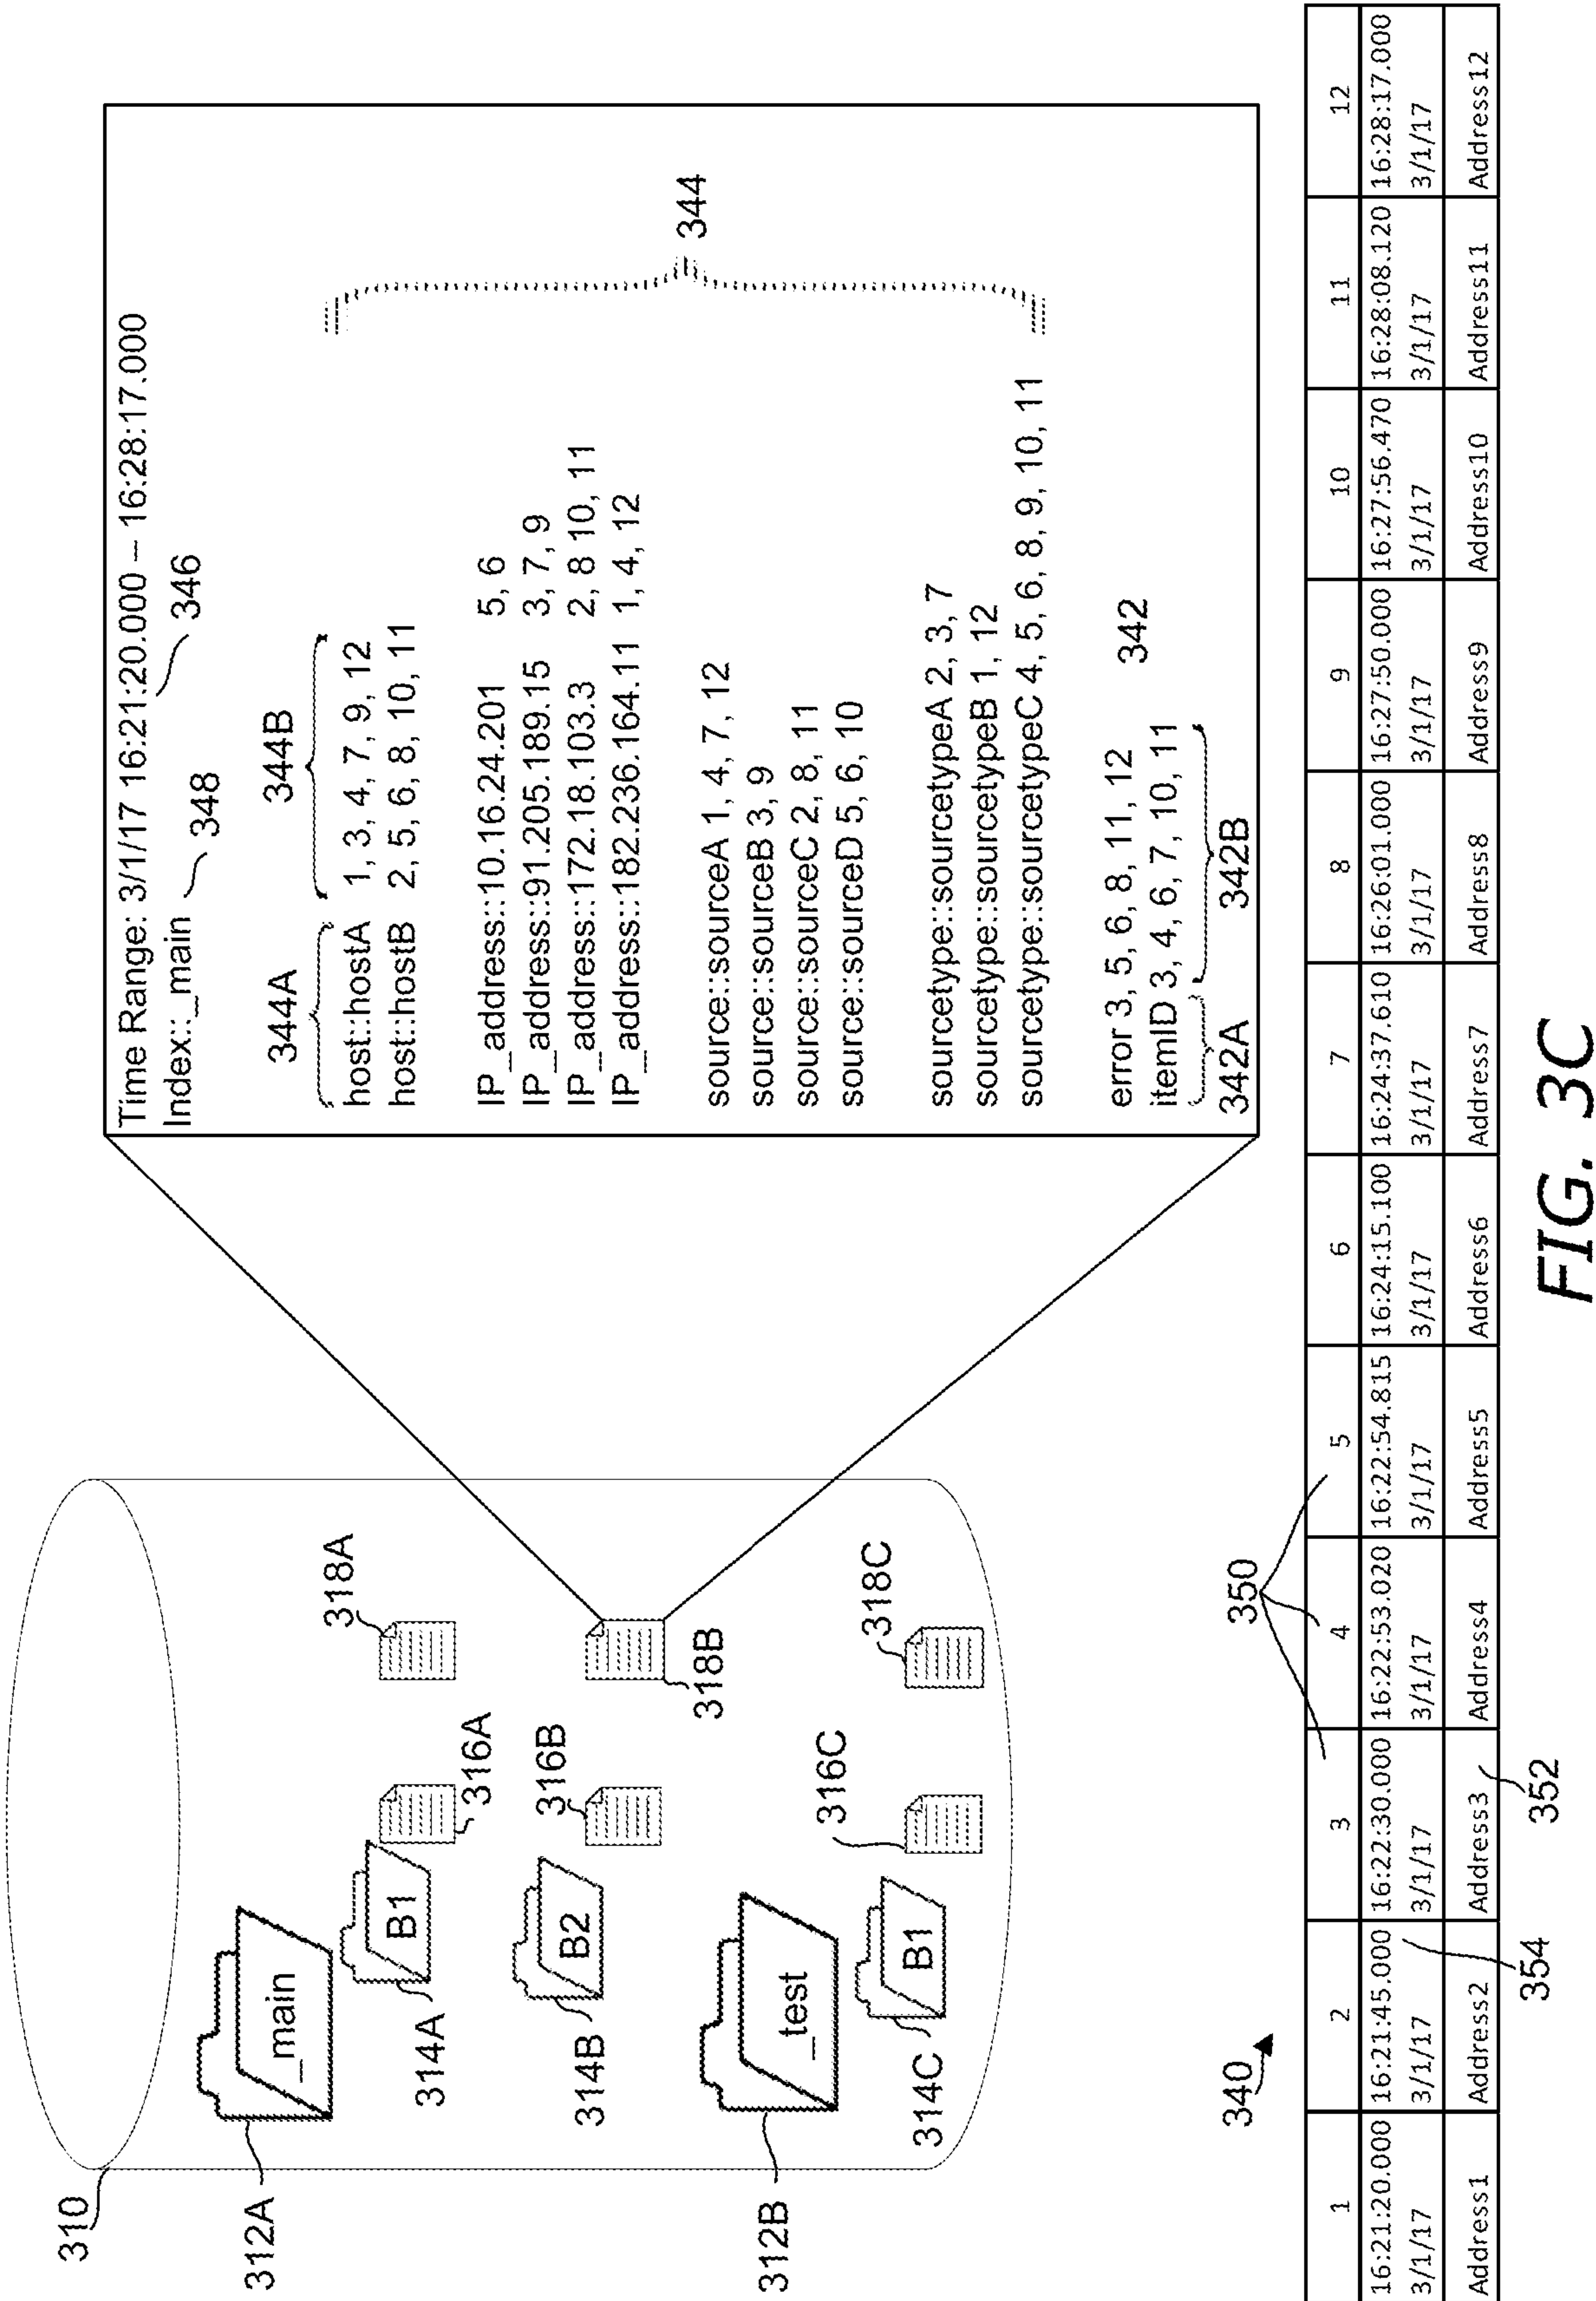 310
312A
_main
314A
B1
316A
318A
314B
B2
316B
318B
312B
_test
314C
B1
316C
318C
Time Range: 3/1/17 16:21:20.000 – 16:28:17.000
346
Index::_main
348
344A
344B
host::hostA 1, 3, 4, 7, 9, 12
host::hostB 2, 5, 6, 8, 10, 11
IP_address::10.16.24.201 5, 6
IP_address::91.205.189.15 3, 7, 9
IP_address::172.18.103.3 2, 8 10, 11
IP_address::182.236.164.11 1, 4, 12
344
source::sourceA 1, 4, 7, 12
source::sourceB 3, 9
source::sourceC 2, 8, 11
source::sourceD 5, 6, 10
sourcetype::sourcetypeA 2, 3, 7
sourcetype::sourcetypeB 1, 12
sourcetype::sourcetypeC 4, 5, 6, 8, 9, 10, 11
error 3, 5, 6, 8, 11, 12
itemID 3, 4, 6, 7, 10, 11
342
342A
342B
340
350
1 2 3 4 5 6 7 8 9 10 11 12
16:21:20.000 16:21:45.000 16:22:30.000 16:22:53.020 16:22:54.815 16:24:15.100 16:24:37.610 16:26:01.000 16:27:50.000 16:27:56.470 16:28:08.120 16:28:17.000
3/1/17 3/1/17 3/1/17 3/1/17 3/1/17 3/1/17 3/1/17 3/1/17 3/1/17 3/1/17 3/1/17 3/1/17
Address1 Address2 Address3 Address4 Address5 Address6 Address7 Address8 Address9 Address10 Address11 Address12
354
352
FIG. 3C